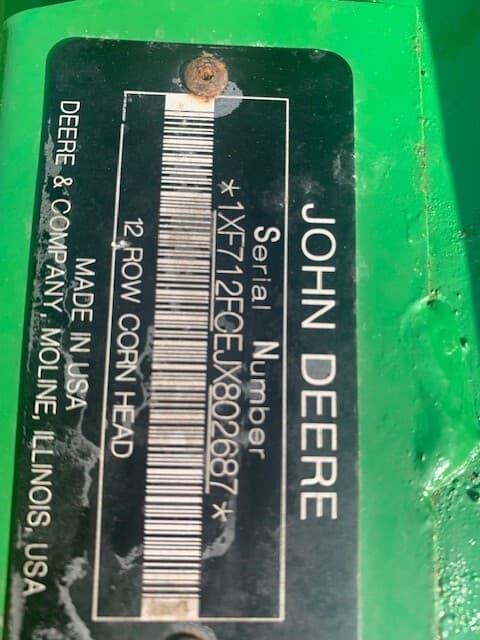 JOHN DEERE
Serial Number
*1XF712FCEJX802687*
12 ROW CORN HEAD
MADE IN USA
DEERE & COMPANY, MOLINE, ILLINOIS, USA